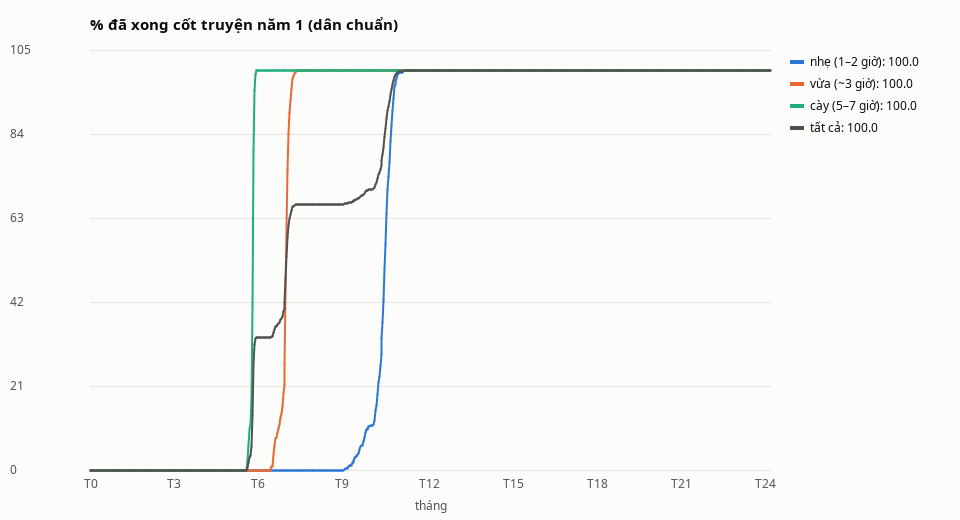 % đã xong cốt truyện năm 1 (dân chuẩn)
105
84
63
42
21
0
T0 T3 T6 T9 T12 T15 T18 T21 T24
tháng
nhẹ (1–2 giờ): 100.0
vừa (~3 giờ): 100.0
cày (5–7 giờ): 100.0
tất cả: 100.0